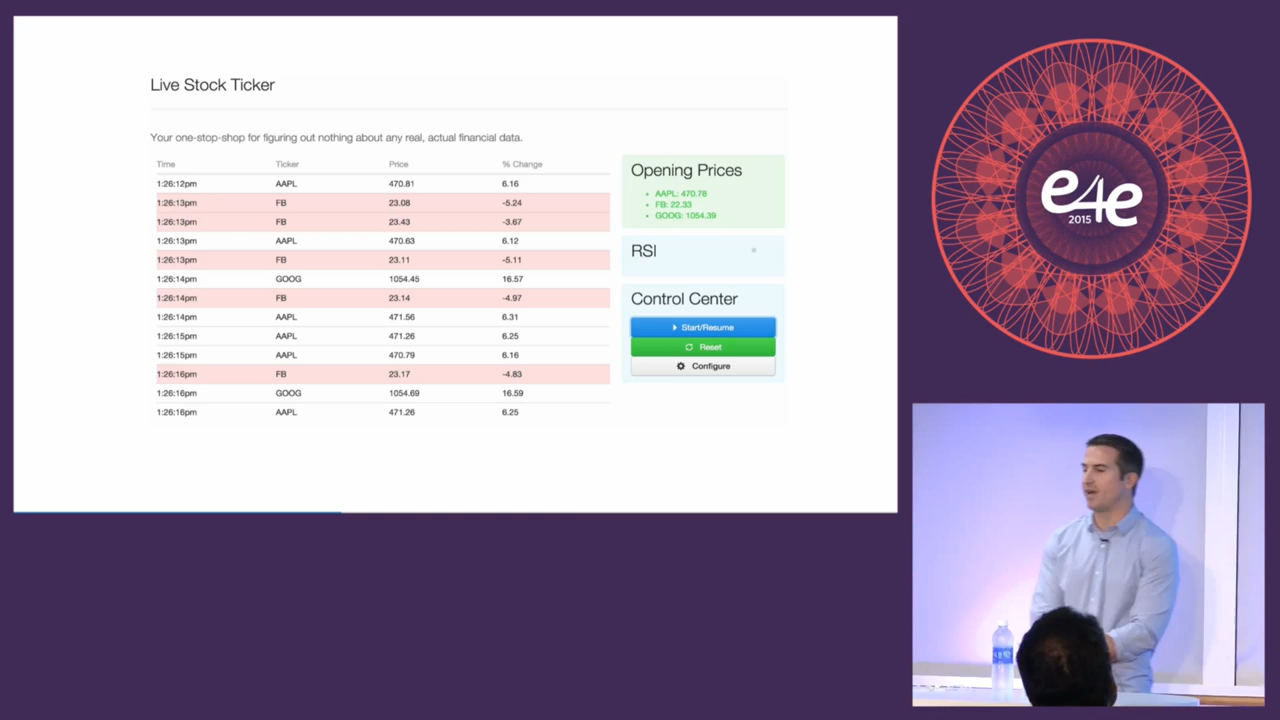 Live Stock Ticker
Your one-stop-shop for figuring out nothing about any real, actual financial data.
Time Ticker Price % Change
1:26:12pm AAPL 470.81 6.16
1:26:13pm FB 23.08 -5.24
1:26:13pm FB 23.43 -3.67
1:26:13pm AAPL 470.63 6.12
1:26:13pm FB 23.11 -5.11
1:26:14pm GOOG 1054.45 16.57
1:26:14pm FB 23.14 -4.97
1:26:14pm AAPL 471.56 6.31
1:26:15pm AAPL 471.26 6.25
1:26:15pm AAPL 470.79 6.16
1:26:16pm FB 23.17 -4.83
1:26:16pm GOOG 1054.69 16.59
1:26:16pm AAPL 471.26 6.25
Opening Prices
AAPL: 470.78
FB: 22.33
GOOG: 1054.39
RSI
Control Center
Start/Resume
Reset
Configure
e4e
2015